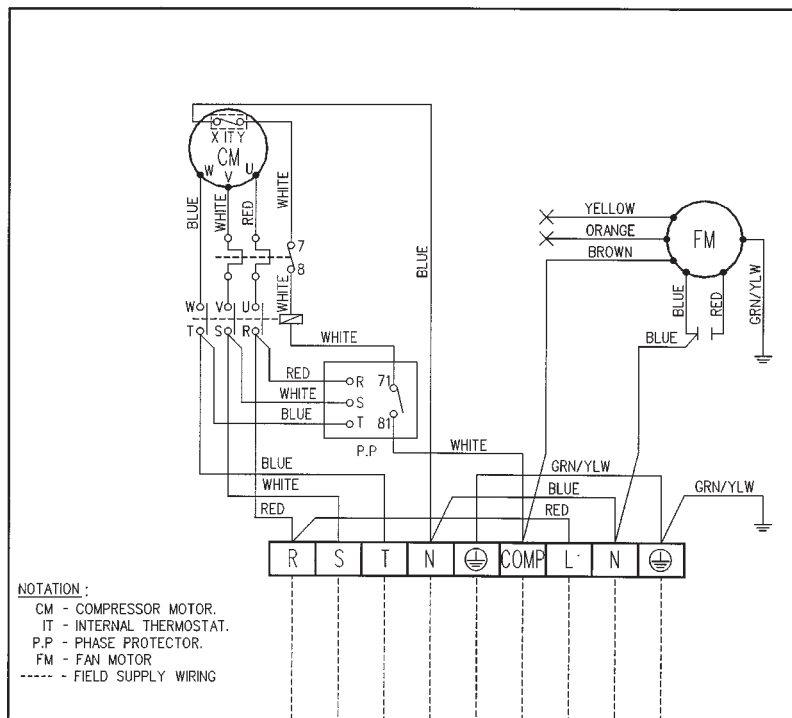 X IT Y
CM
W V U
BLUE
WHITE
RED
WHITE
7
8
WHITE
BLUE
W V U
T S R
WHITE
RED
WHITE
BLUE
R 71
S
T 81
P.P
WHITE
YELLOW
ORANGE
BROWN
FM
BLUE
RED
GRN/YLW
BLUE
BLUE
WHITE
RED
GRN/YLW
BLUE
RED
GRN/YLW
R S T N COMP L N
NOTATION :
CM - COMPRESSOR MOTOR.
IT - INTERNAL THERMOSTAT.
P.P - PHASE PROTECTOR.
FM - FAN MOTOR
----- - FIELD SUPPLY WIRING